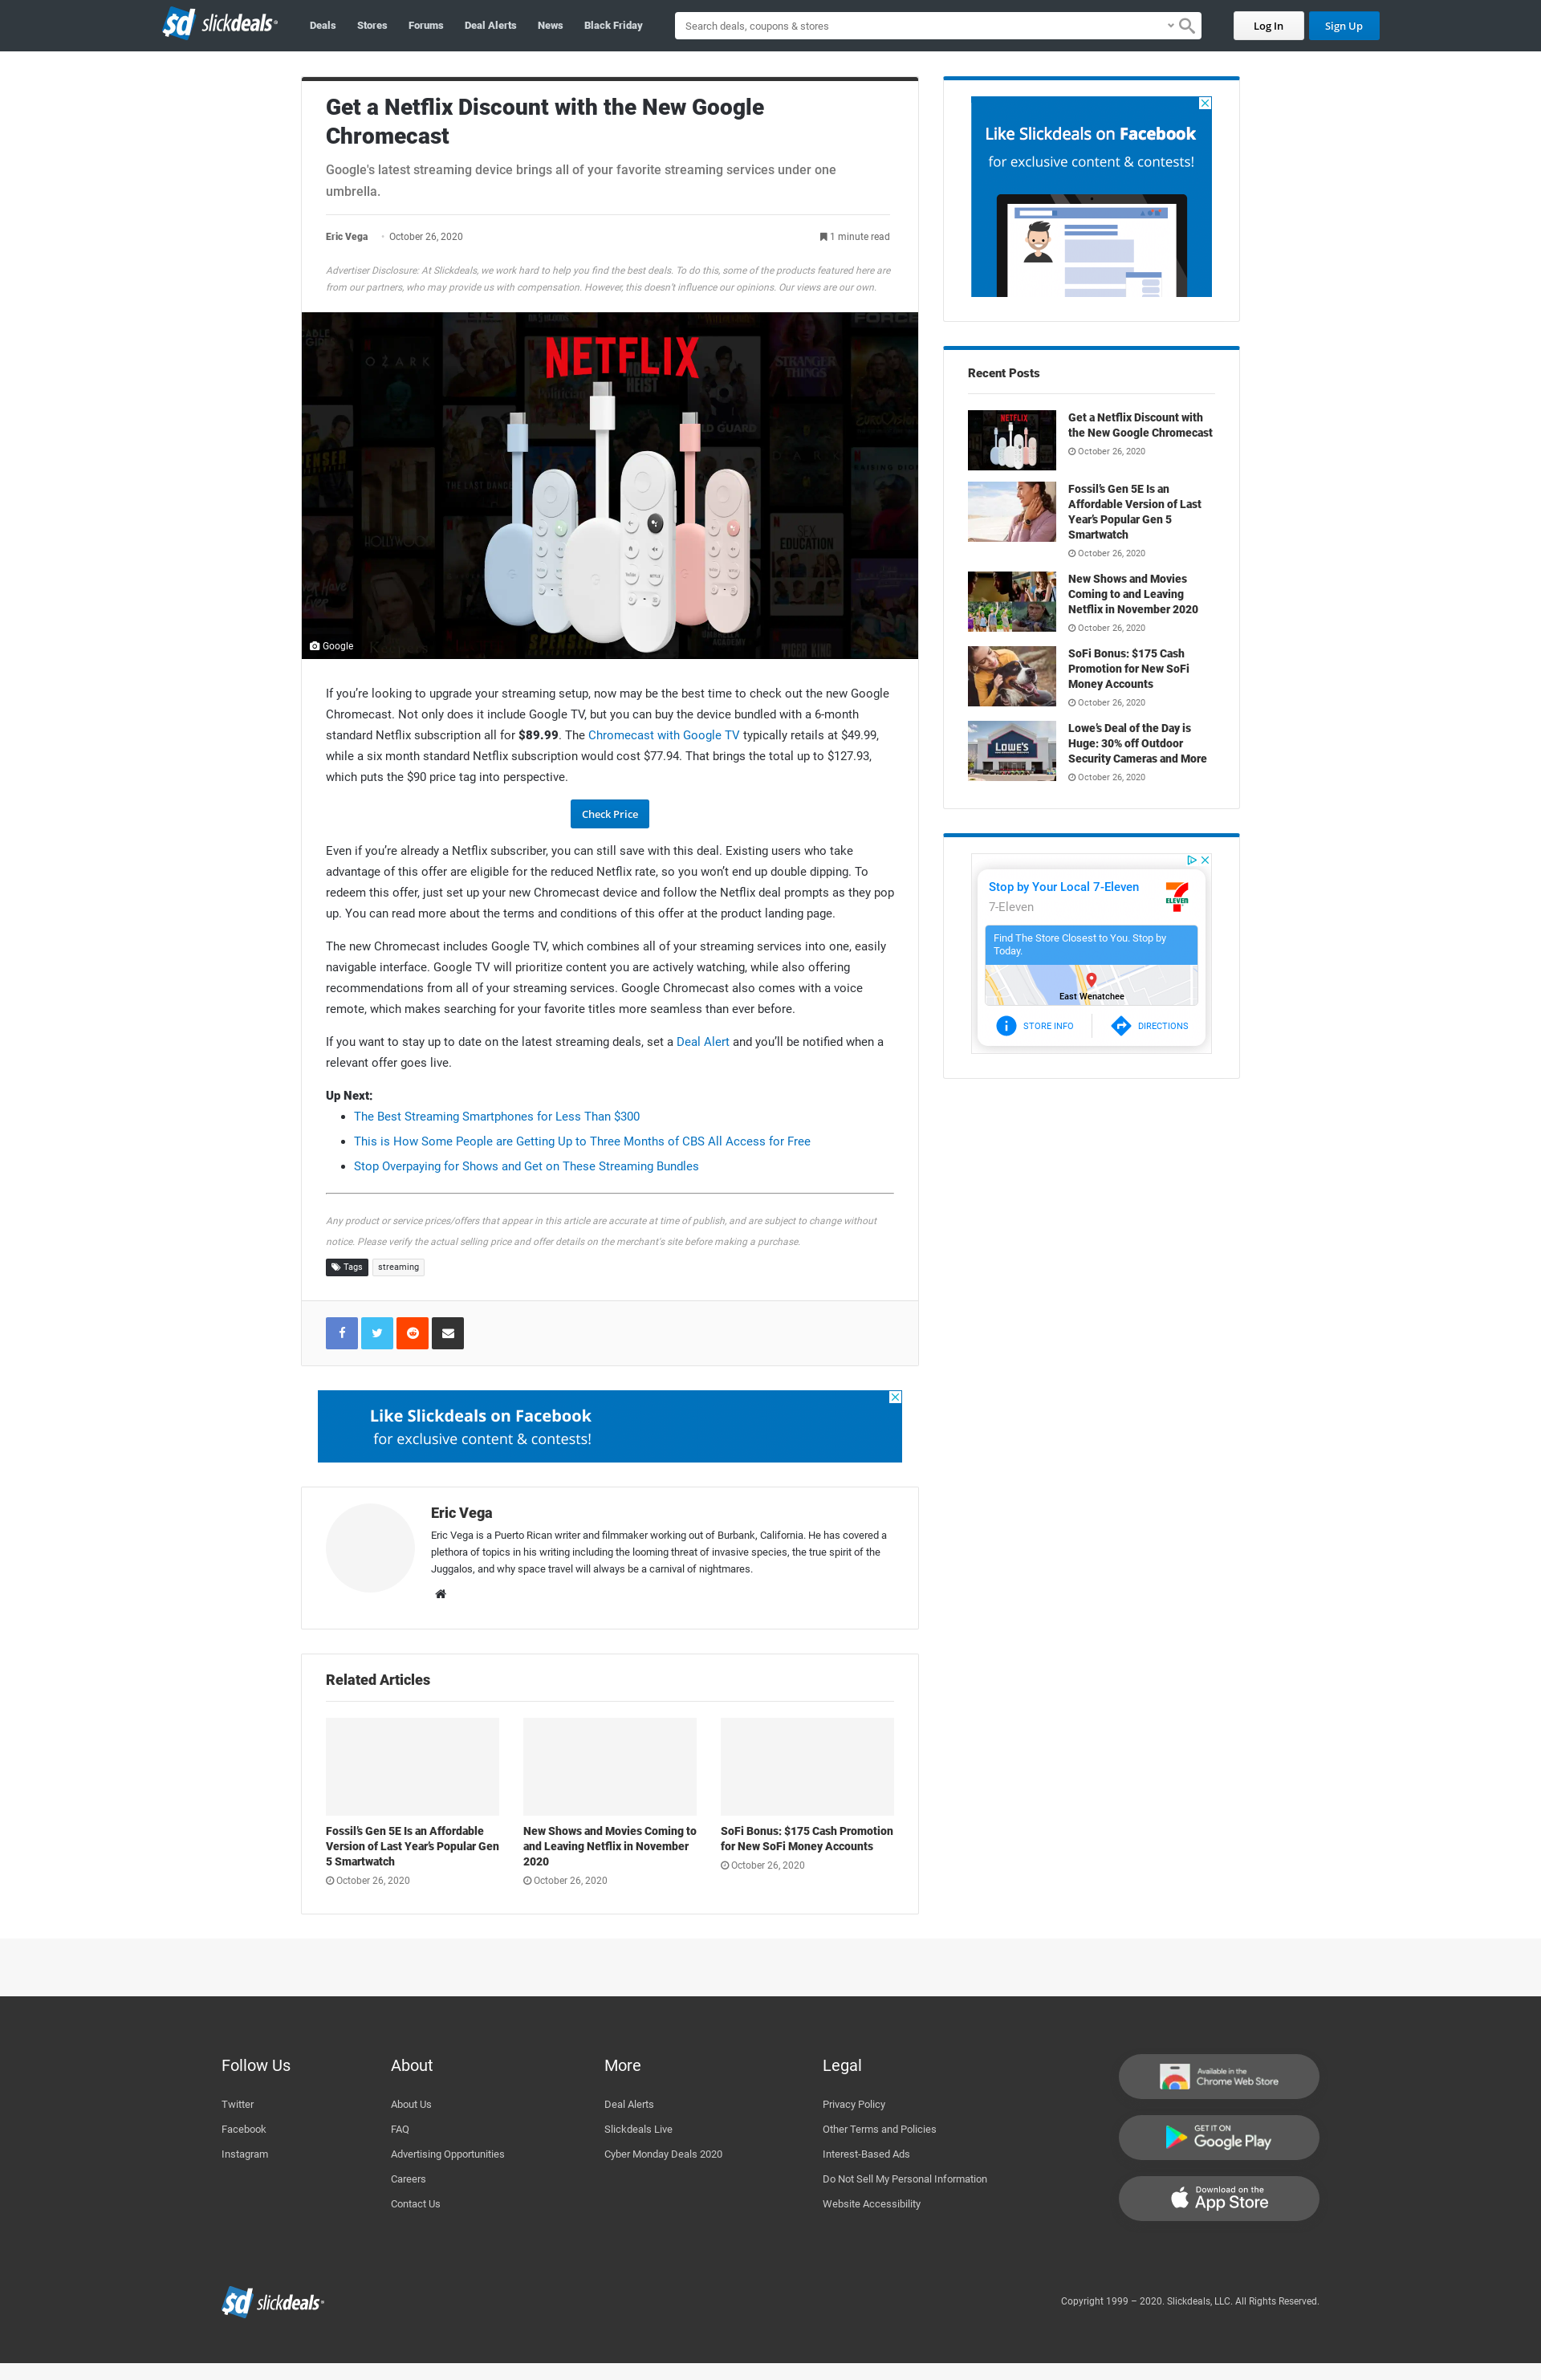 sd slickdeals
Deals
Stores
Forums
Deal Alerts
News
Black Friday
Search deals, coupons & stores
Log In
Sign Up
Get a Netflix Discount with the New Google
Chromecast
Google's latest streaming device brings all of your favorite streaming services under one
umbrella.
Eric Vega · October 26, 2020
1 minute read
Advertiser Disclosure: At Slickdeals, we work hard to help you find the best deals. To do this, some of the products featured here are
from our partners, who may provide us with compensation. However, this doesn't influence our opinions. Our views are our own.
NETFLIX
OZARK
MONEY
HEIST
STRANGER
THINGS
FORCE
THE LAST DANCE
HOLLYWOOD
SEX
EDUCATION
SPENSER
TIGER KING
Google
If you’re looking to upgrade your streaming setup, now may be the best time to check out the new Google
Chromecast. Not only does it include Google TV, but you can buy the device bundled with a 6-month
standard Netflix subscription all for $89.99. The Chromecast with Google TV typically retails at $49.99,
while a six month standard Netflix subscription would cost $77.94. That brings the total up to $127.93,
which puts the $90 price tag into perspective.
Check Price
Even if you’re already a Netflix subscriber, you can still save with this deal. Existing users who take
advantage of this offer are eligible for the reduced Netflix rate, so you won’t end up double dipping. To
redeem this offer, just set up your new Chromecast device and follow the Netflix deal prompts as they pop
up. You can read more about the terms and conditions of this offer at the product landing page.
The new Chromecast includes Google TV, which combines all of your streaming services into one, easily
navigable interface. Google TV will prioritize content you are actively watching, while also offering
recommendations from all of your streaming services. Google Chromecast also comes with a voice
remote, which makes searching for your favorite titles more seamless than ever before.
If you want to stay up to date on the latest streaming deals, set a Deal Alert and you’ll be notified when a
relevant offer goes live.
Up Next:
The Best Streaming Smartphones for Less Than $300
This is How Some People are Getting Up to Three Months of CBS All Access for Free
Stop Overpaying for Shows and Get on These Streaming Bundles
Any product or service prices/offers that appear in this article are accurate at time of publish, and are subject to change without
notice. Please verify the actual selling price and offer details on the merchant's site before making a purchase.
Tags
streaming
Like Slickdeals on Facebook
for exclusive content & contests!
Eric Vega
Eric Vega is a Puerto Rican writer and filmmaker working out of Burbank, California. He has covered a
plethora of topics in his writing including the looming threat of invasive species, the true spirit of the
Juggalos, and why space travel will always be a carnival of nightmares.
Related Articles
Fossil’s Gen 5E Is an Affordable
Version of Last Year’s Popular Gen
5 Smartwatch
October 26, 2020
New Shows and Movies Coming to
and Leaving Netflix in November
2020
October 26, 2020
SoFi Bonus: $175 Cash Promotion
for New SoFi Money Accounts
October 26, 2020
Like Slickdeals on Facebook
for exclusive content & contests!
Recent Posts
NETFLIX
Get a Netflix Discount with
the New Google Chromecast
October 26, 2020
Fossil’s Gen 5E Is an
Affordable Version of Last
Year’s Popular Gen 5
Smartwatch
October 26, 2020
New Shows and Movies
Coming to and Leaving
Netflix in November 2020
October 26, 2020
SoFi Bonus: $175 Cash
Promotion for New SoFi
Money Accounts
October 26, 2020
LOWE'S
Lowe’s Deal of the Day is
Huge: 30% off Outdoor
Security Cameras and More
October 26, 2020
Stop by Your Local 7-Eleven
7-Eleven
7 ELEVEN
Find The Store Closest to You. Stop by
Today.
East Wenatchee
STORE INFO
DIRECTIONS
Follow Us
Twitter
Facebook
Instagram
About
About Us
FAQ
Advertising Opportunities
Careers
Contact Us
More
Deal Alerts
Slickdeals Live
Cyber Monday Deals 2020
Legal
Privacy Policy
Other Terms and Policies
Interest-Based Ads
Do Not Sell My Personal Information
Website Accessibility
Available in the
Chrome Web Store
GET IT ON
Google Play
Download on the
App Store
sd slickdeals
Copyright 1999 – 2020. Slickdeals, LLC. All Rights Reserved.